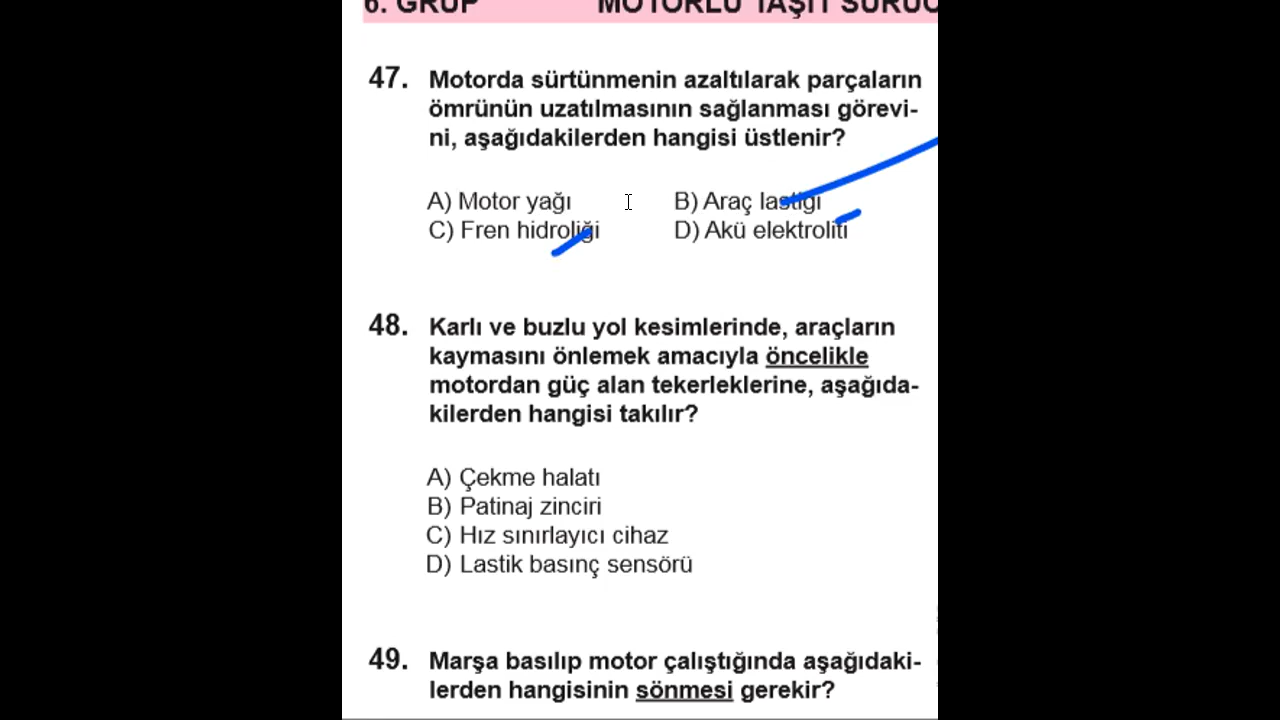 6. GRUP MOTORLU TAŞIT SÜRÜC
47. Motorda sürtünmenin azaltılarak parçaların
ömrünün uzatılmasının sağlanması görevi-
ni, aşağıdakilerden hangisi üstlenir?
A) Motor yağı B) Araç lastiği
C) Fren hidroliği D) Akü elektroliti
48. Karlı ve buzlu yol kesimlerinde, araçların
kaymasını önlemek amacıyla öncelikle
motordan güç alan tekerleklerine, aşağıda-
kilerden hangisi takılır?
A) Çekme halatı
B) Patinaj zinciri
C) Hız sınırlayıcı cihaz
D) Lastik basınç sensörü
49. Marşa basılıp motor çalıştığında aşağıdaki-
lerden hangisinin sönmesi gerekir?